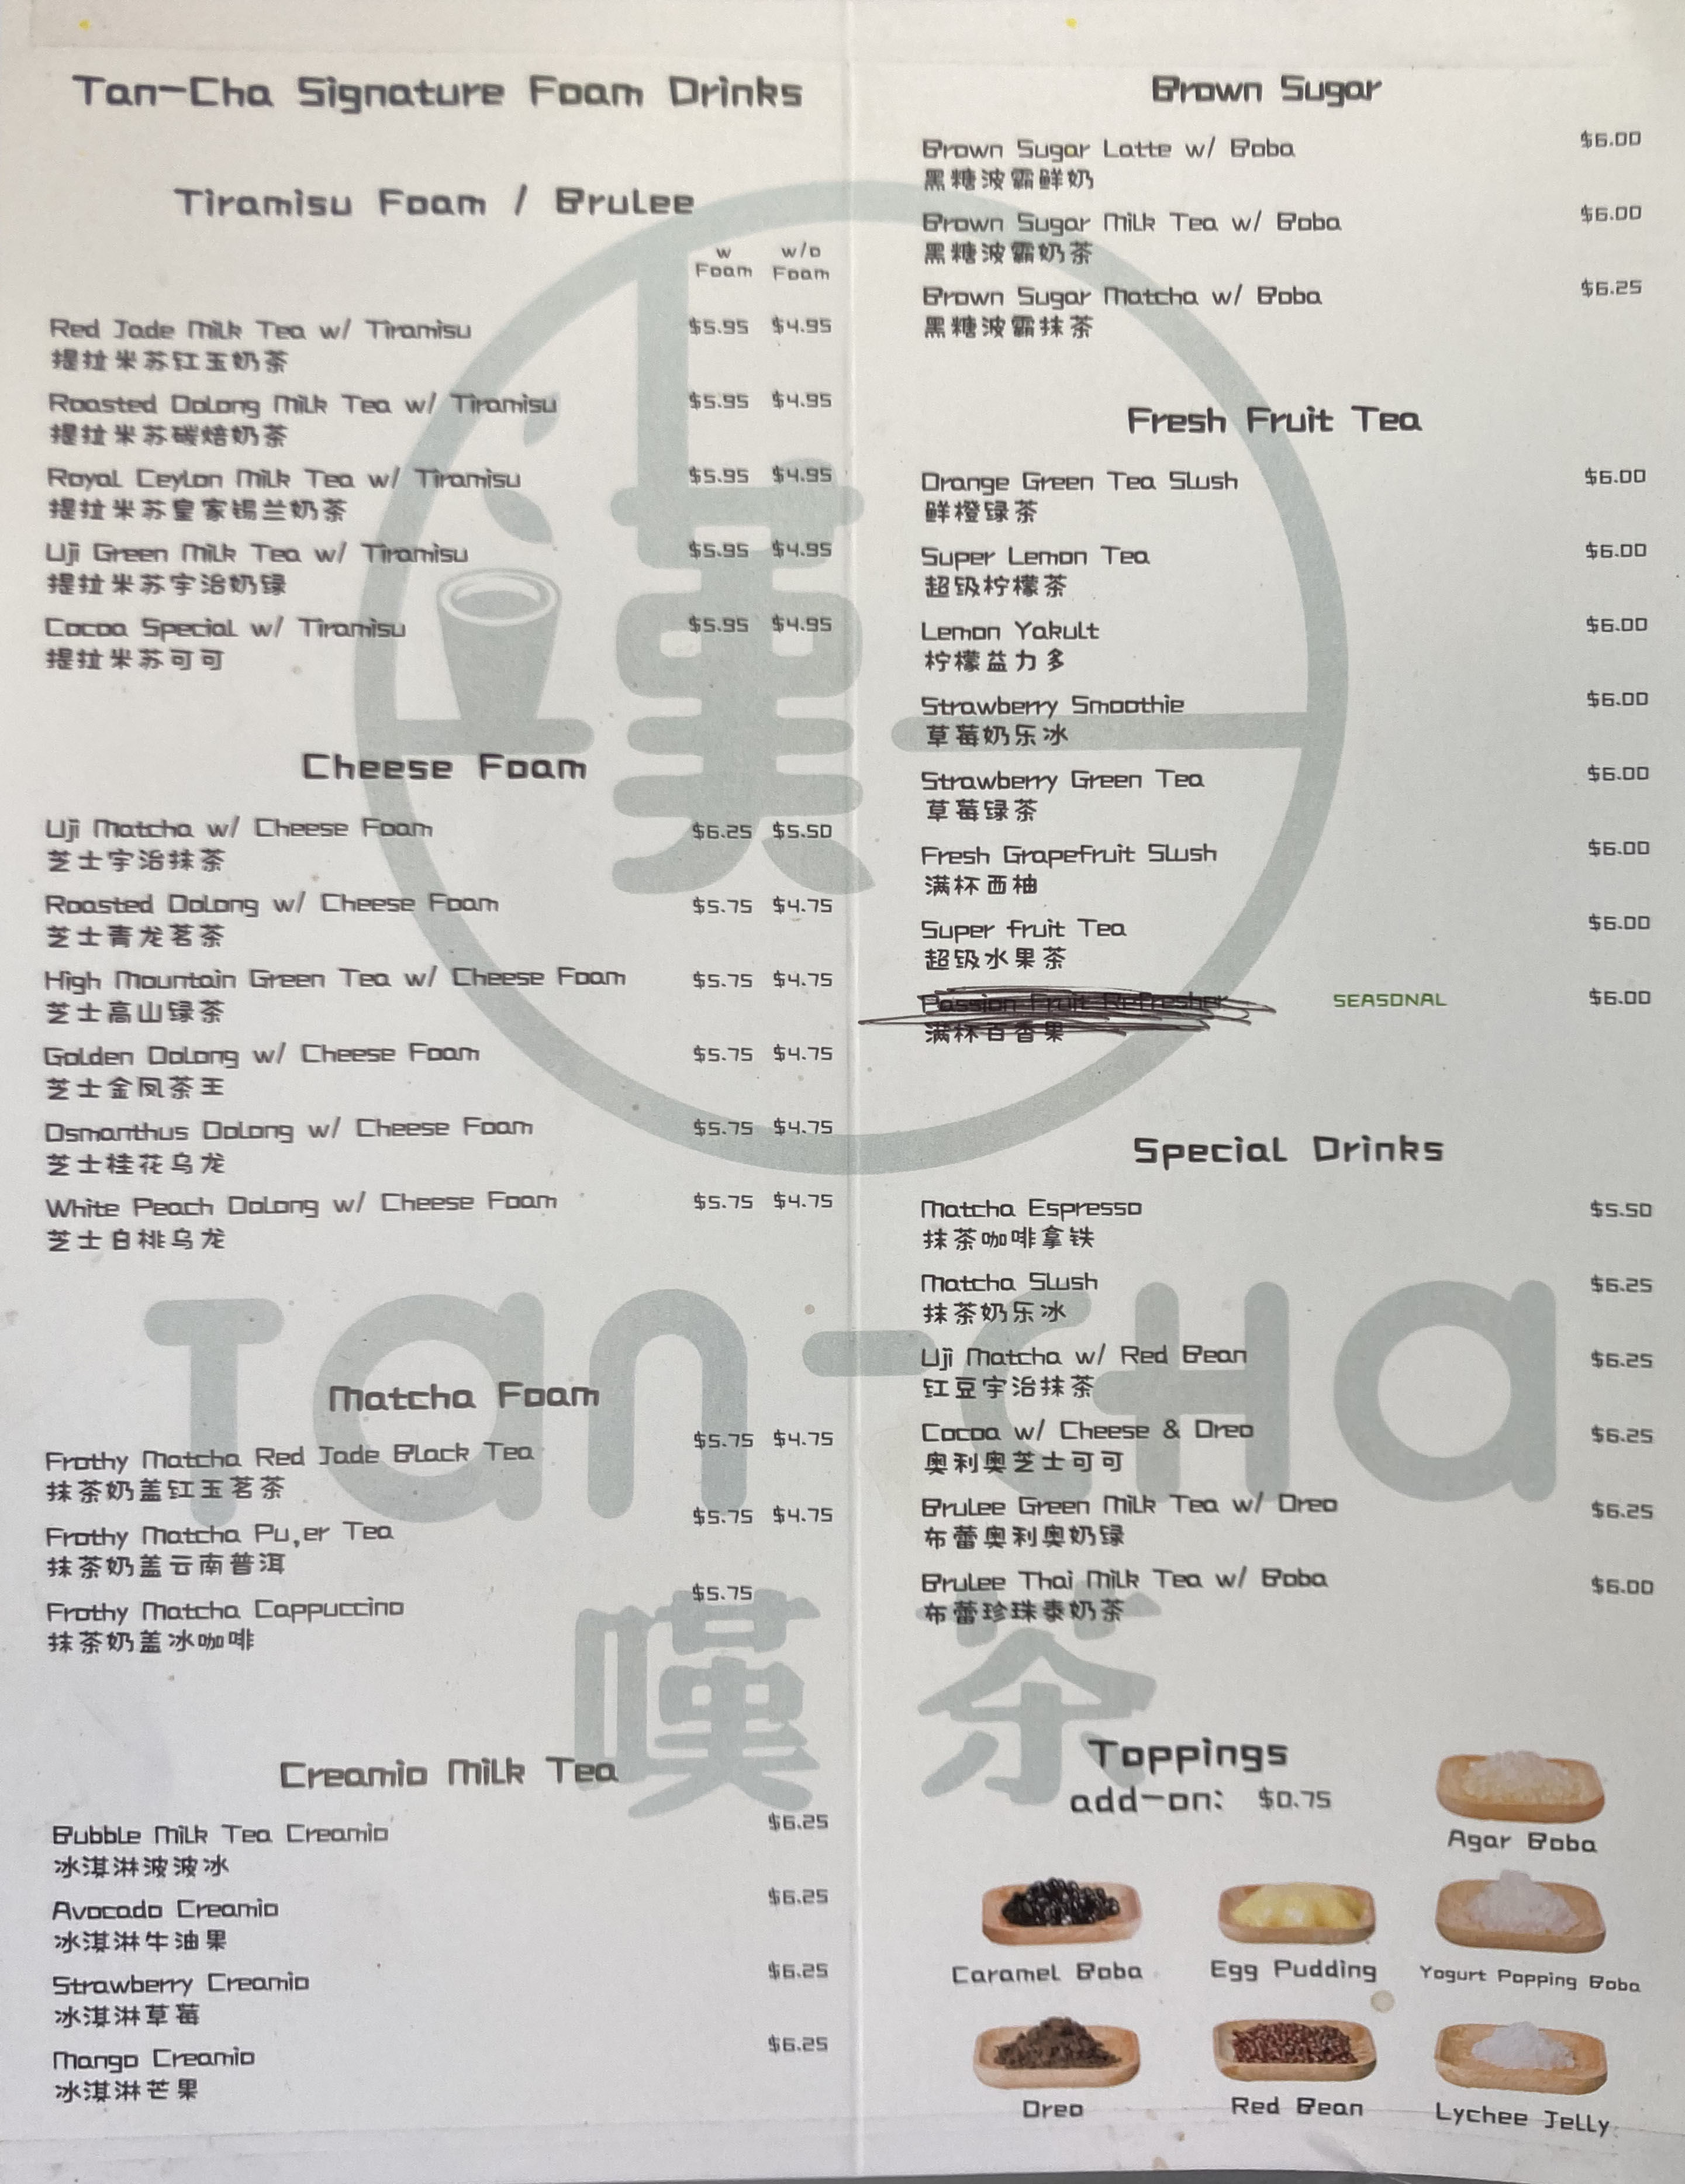 Tan-Cha Signature Foam Drinks
Tiramisu Foam / Brulee
w Foam w/o Foam
Red Jade Milk Tea w/ Tiramisu $5.95 $4.95
提拉米苏红玉奶茶
Roasted Oolong Milk Tea w/ Tiramisu $5.95 $4.95
提拉米苏碳焙奶茶
Royal Ceylon Milk Tea w/ Tiramisu $5.95 $4.95
提拉米苏皇家锡兰奶茶
Uji Green Milk Tea w/ Tiramisu $5.95 $4.95
提拉米苏宇治奶绿
Cocoa Special w/ Tiramisu $5.95 $4.95
提拉米苏可可
Cheese Foam
Uji Matcha w/ Cheese Foam $6.25 $5.50
芝士宇治抹茶
Roasted Oolong w/ Cheese Foam $5.75 $4.75
芝士青龙茗茶
High Mountain Green Tea w/ Cheese Foam $5.75 $4.75
芝士高山绿茶
Golden Oolong w/ Cheese Foam $5.75 $4.75
芝士金凤茶王
Osmanthus Oolong w/ Cheese Foam $5.75 $4.75
芝士桂花乌龙
White Peach Oolong w/ Cheese Foam $5.75 $4.75
芝士白桃乌龙
Matcha Foam
Frothy Matcha Red Jade Black Tea $5.75 $4.75
抹茶奶盖红玉茗茶
Frothy Matcha Pu,er Tea $5.75 $4.75
抹茶奶盖云南普洱
Frothy Matcha Cappuccino $5.75
抹茶奶盖冰咖啡
Creamio Milk Tea
Bubble Milk Tea Creamio $6.25
冰淇淋波波冰
Avocado Creamio $6.25
冰淇淋牛油果
Strawberry Creamio $6.25
冰淇淋草莓
Mango Creamio $6.25
冰淇淋芒果
Brown Sugar
Brown Sugar Latte w/ Boba $6.00
黑糖波霸鲜奶
Brown Sugar Milk Tea w/ Boba $6.00
黑糖波霸奶茶
Brown Sugar Matcha w/ Boba $6.25
黑糖波霸抹茶
Fresh Fruit Tea
Orange Green Tea Slush $6.00
鲜橙绿茶
Super Lemon Tea $6.00
超级柠檬茶
Lemon Yakult $6.00
柠檬益力多
Strawberry Smoothie $6.00
草莓奶乐冰
Strawberry Green Tea $6.00
草莓绿茶
Fresh Grapefruit Slush $6.00
满杯西柚
Super fruit Tea $6.00
超级水果茶
Passion Fruit Refresher SEASONAL $6.00
满杯百香果
Special Drinks
Matcha Espresso $5.50
抹茶咖啡拿铁
Matcha Slush $6.25
抹茶奶乐冰
Uji Matcha w/ Red Bean $6.25
红豆宇治抹茶
Cocoa w/ Cheese & Oreo $6.25
奥利奥芝士可可
Brulee Green Milk Tea w/ Oreo $6.25
布蕾奥利奥奶绿
Brulee Thai Milk Tea w/ Boba $6.00
布蕾珍珠泰奶茶
Toppings
add-on: $0.75
Agar Boba
Caramel Boba Egg Pudding Yogurt Popping Boba
Oreo Red Bean Lychee Jelly
漢
Tan-CHa
嘆茶